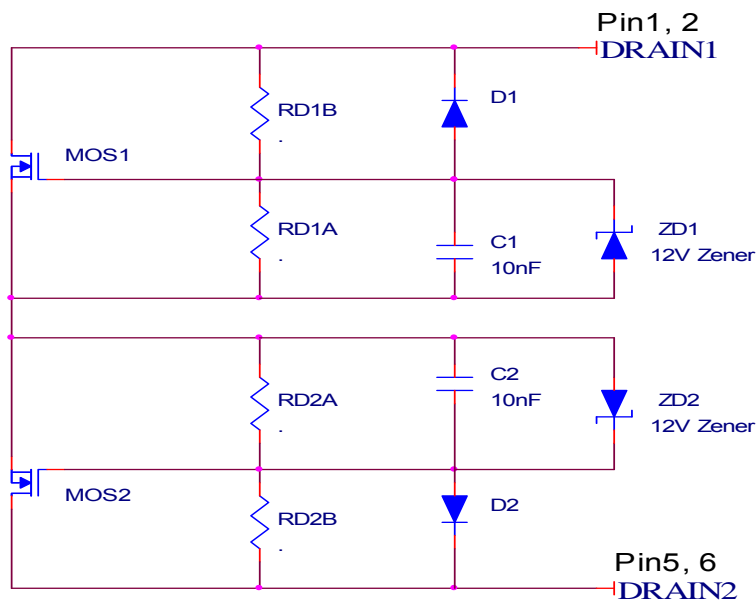 Pin1, 2
DRAIN1
RD1B
.
D1
MOS1
RD1A
.
C1
10nF
ZD1
12V Zener
RD2A
.
C2
10nF
ZD2
12V Zener
MOS2
RD2B
.
D2
Pin5, 6
DRAIN2